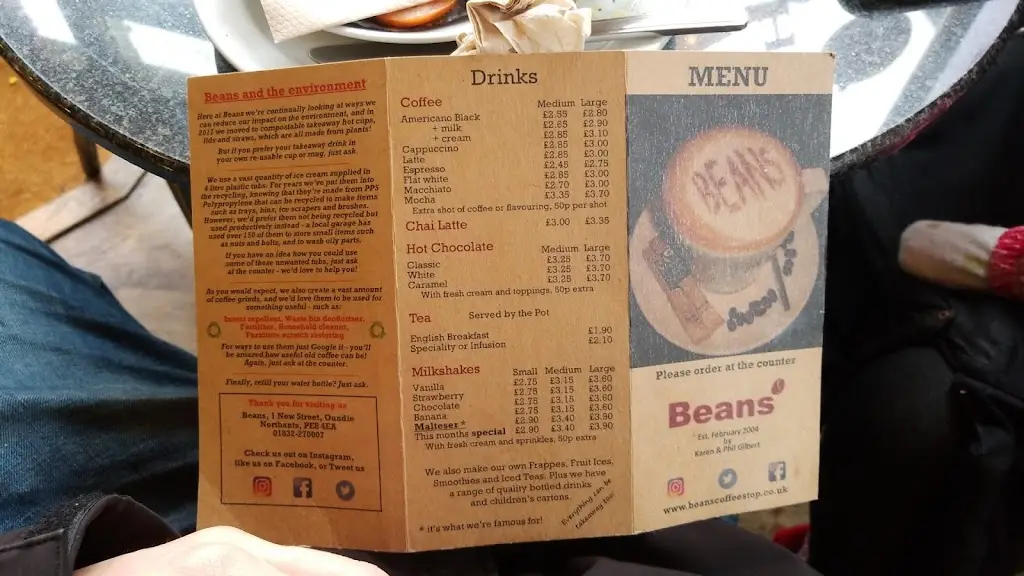 Beans and the environment
Here at Beans we're continually looking at ways we
can reduce our impact on the environment, and in
2015 we moved to compostable takeaway hot cups,
lids and straws, which are all made from plants!
But if you prefer your takeaway drink in
your own re-usable cup or mug, just ask.
We use a vast quantity of ice cream supplied in
4 litre plastic tubs. For years we've put them into
the recycling, knowing that they're made from PP5
Polypropylene that can be recycled to make items
such as trays, bins, ice scrapers and brushes.
However, we'd prefer them not being recycled but
used productively instead - a local garage has
used over 150 of them to store small items such
as nuts and bolts, and to wash oily parts.
If you have an idea how you could use
some of these unwanted tubs, just ask
at the counter - we'd love to help you!
As you would expect, we also create a vast amount
of coffee grinds, and we'd love them to be used for
something useful - such as:
Insect repellent, Waste bin deodoriser,
Fertiliser, Household cleaner,
Furniture scratch restoring
For ways to use them just Google it - you'll
be amazed how useful old coffee can be!
Again, just ask at the counter.
Finally, refill your water bottle? Just ask.
Thank you for visiting us
Beans, 1 New Street, Oundle
Northants, PE8 4EA
01832-270007
Check us out on Instagram,
like us on Facebook, or Tweet us
Drinks
Coffee Medium Large
Americano Black £2.55 £2.80
+ milk £2.65 £2.90
+ cream £2.85 £3.10
Cappuccino £2.85 £3.00
Latte £2.85 £3.00
Espresso £2.45 £2.75
Flat white £2.85 £3.00
Macchiato £2.70 £3.00
Mocha £3.35 £3.70
Extra shot of coffee or flavouring, 50p per shot
Chai Latte £3.00 £3.35
Hot Chocolate Medium Large
Classic £3.25 £3.70
White £3.25 £3.70
Caramel £3.25 £3.70
With fresh cream and toppings, 50p extra
Tea Served by the Pot
English Breakfast £1.90
Speciality or Infusion £2.10
Milkshakes Small Medium Large
Vanilla £2.75 £3.15 £3.60
Strawberry £2.75 £3.15 £3.60
Chocolate £2.75 £3.15 £3.60
Banana £2.75 £3.15 £3.60
Malteser * £2.90 £3.40 £3.90
This months special £2.90 £3.40 £3.90
With fresh cream and sprinkles, 50p extra
We also make our own Frappes, Fruit Ices,
Smoothies and Iced Teas. Plus we have
a range of quality bottled drinks
and children's cartons.
Everything can be
takeaway too!
* it's what we're famous for!
MENU
BEANS
Please order at the counter
Beans
Est. February 2004
by
Karen & Phil Gilbert
www.beanscoffeestop.co.uk